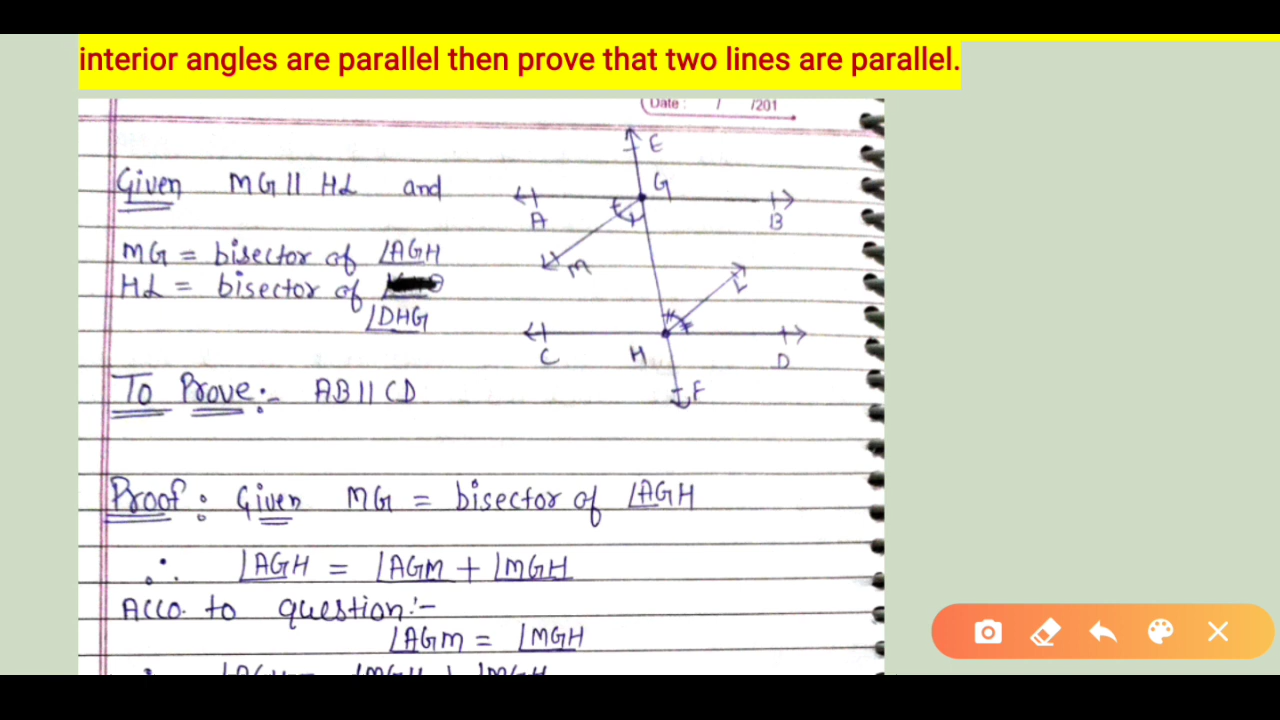 interior angles are parallel then prove that two lines are parallel.
Date : / /201
E
Given MG || HL and
G
A
B
MG = bisector of ∠AGH
M
HL = bisector of
L
∠DHG
C
H
D
To Prove:- AB || CD
F
Proof: Given MG = bisector of ∠AGH
∴ ∠AGH = ∠AGM + ∠MGH
Acco. to question:-
∠AGM = ∠MGH